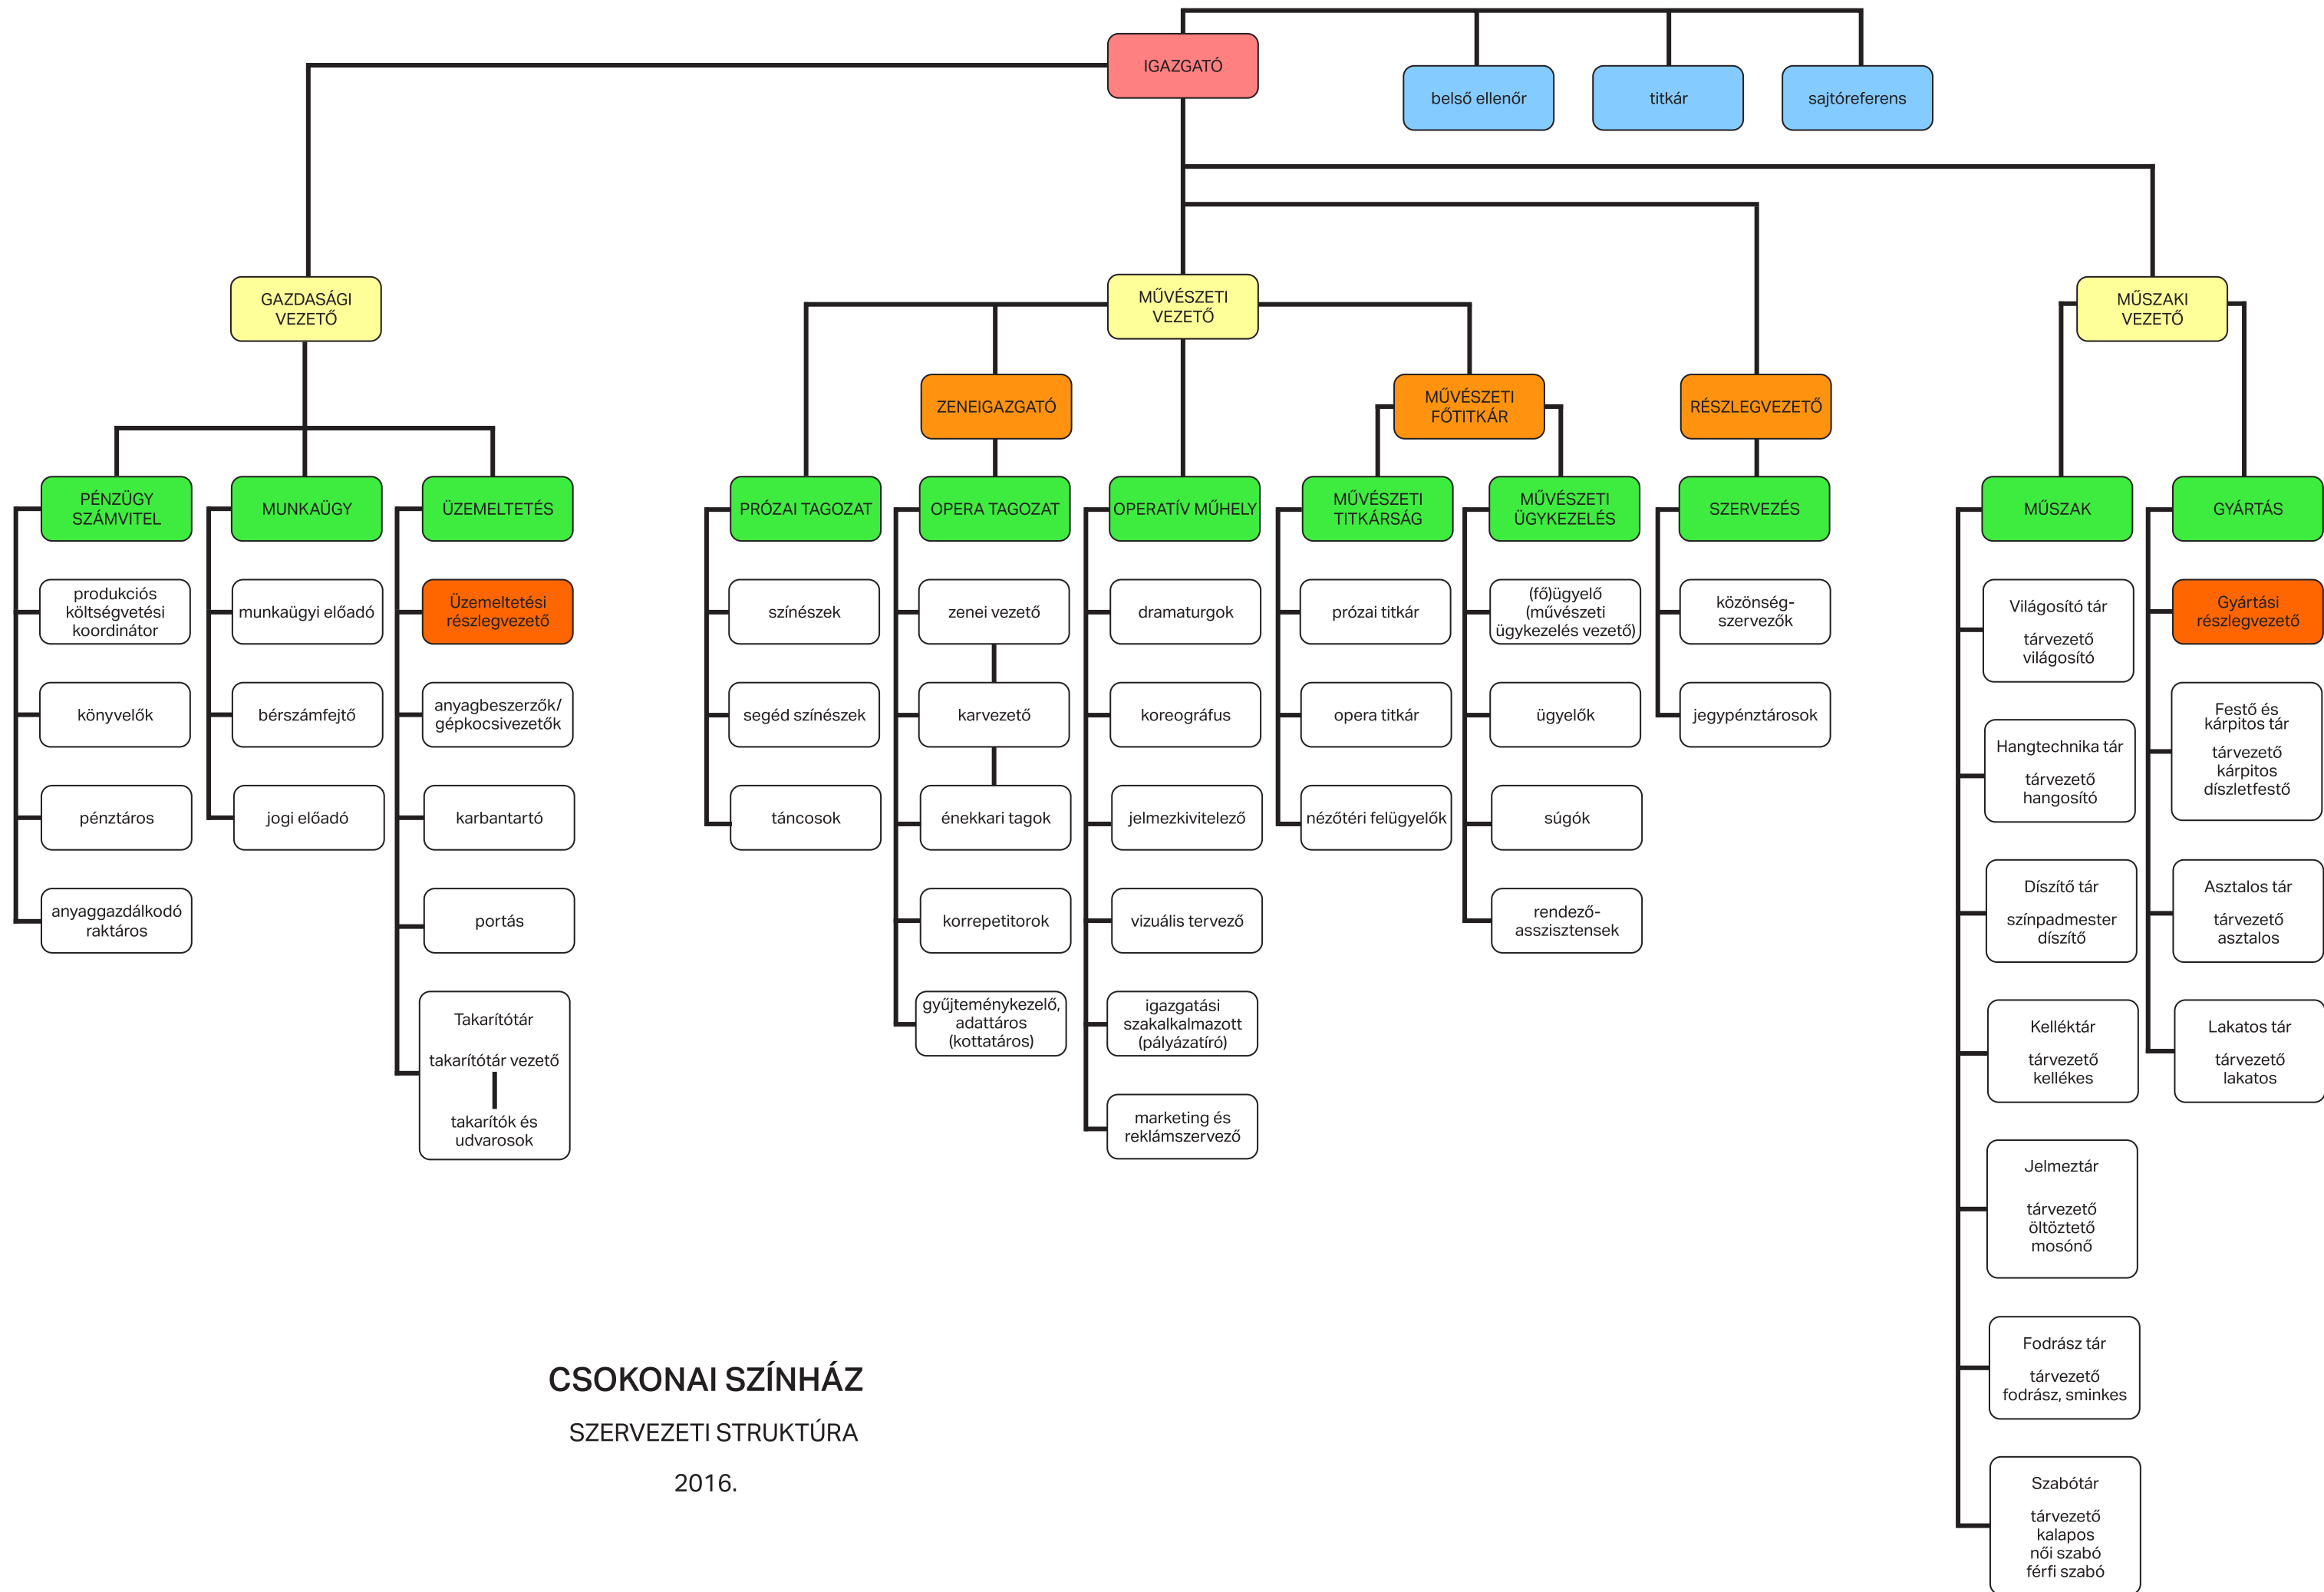 IGAZGATÓ
belső ellenőr
titkár
sajtóreferens
GAZDASÁGI
VEZETŐ
MŰVÉSZETI
VEZETŐ
MŰSZAKI
VEZETŐ
ZENEIGAZGATÓ
MŰVÉSZETI
FŐTITKÁR
RÉSZLEGVEZETŐ
PÉNZÜGY
SZÁMVITEL
produkciós
költségvetési
koordinátor
könyvelők
pénztáros
anyaggazdálkodó
raktáros
MUNKAÜGY
munkaügyi előadó
bérszámfejtő
jogi előadó
ÜZEMELTETÉS
Üzemeltetési
részlegvezető
anyagbeszerzők/
gépkocsivezetők
karbantartó
portás
Takarítótár
takarítótár vezető
takarítók és
udvarosok
PRÓZAI TAGOZAT
színészek
segéd színészek
táncosok
OPERA TAGOZAT
zenei vezető
karvezető
énekkari tagok
korrepetitorok
gyűjteménykezelő,
adattáros
(kottatáros)
OPERATÍV MŰHELY
dramaturgok
koreográfus
jelmezkivitelező
vizuális tervező
igazgatási
szakalkalmazott
(pályázatíró)
marketing és
reklámszervező
MŰVÉSZETI
TITKÁRSÁG
prózai titkár
opera titkár
nézőtéri felügyelők
MŰVÉSZETI
ÜGYKEZELÉS
(fő)ügyelő
(művészeti
ügykezelés vezető)
ügyelők
súgók
rendező-
asszisztensek
SZERVEZÉS
közönség-
szervezők
jegypénztárosok
MŰSZAK
Világosító tár
tárvezető
világosító
Hangtechnika tár
tárvezető
hangosító
Díszítő tár
színpadmester
díszítő
Kelléktár
tárvezető
kellékes
Jelmeztár
tárvezető
öltöztető
mosónő
Fodrász tár
tárvezető
fodrász, sminkes
Szabótár
tárvezető
kalapos
női szabó
férfi szabó
GYÁRTÁS
Gyártási
részlegvezető
Festő és
kárpitos tár
tárvezető
kárpitos
díszletfestő
Asztalos tár
tárvezető
asztalos
Lakatos tár
tárvezető
lakatos
CSOKONAI SZÍNHÁZ
SZERVEZETI STRUKTÚRA
2016.